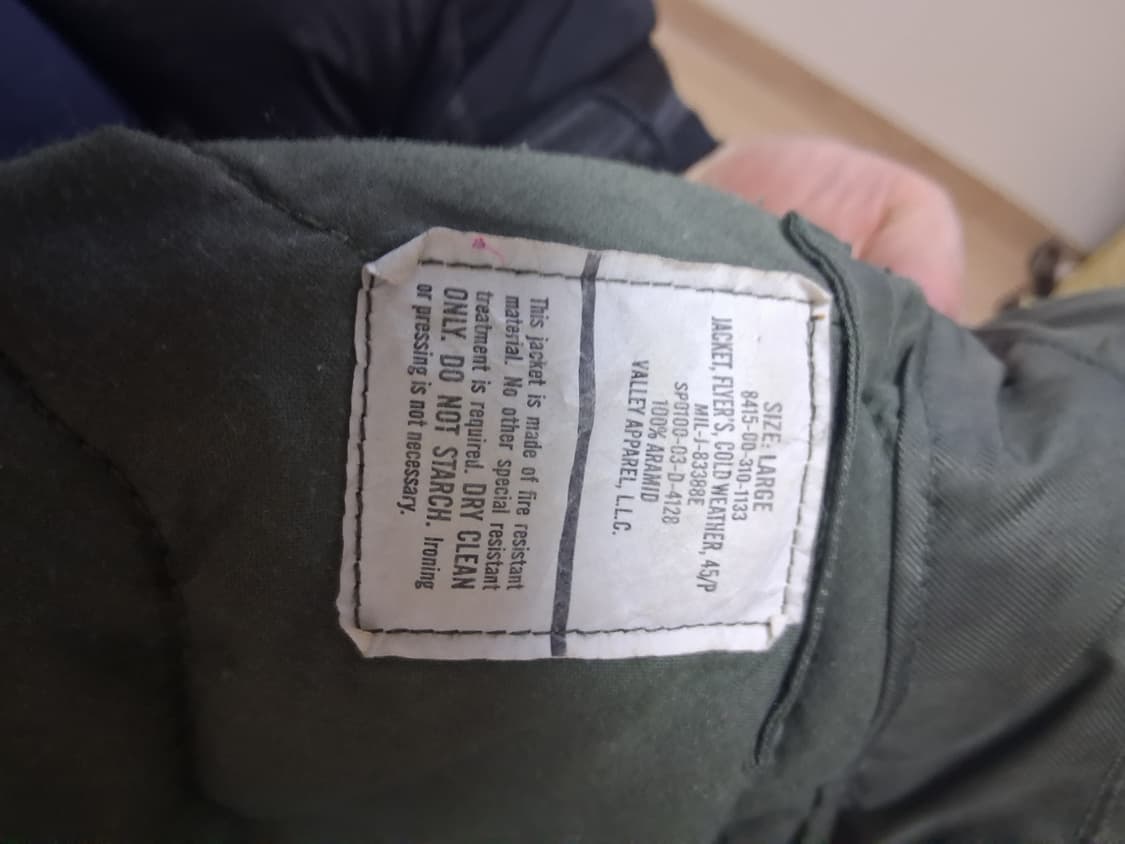 SIZE: LARGE
8415-00-310-1133
JACKET, FLYER'S, COLD WEATHER, 45/P
MIL-J-83388E
SP0100-03-D-4128
100% ARAMID
VALLEY APPAREL, L.L.C.
This jacket is made of fire resistant
material. No other special resistant
treatment is required. DRY CLEAN
ONLY. DO NOT STARCH. Ironing
or pressing is not necessary.